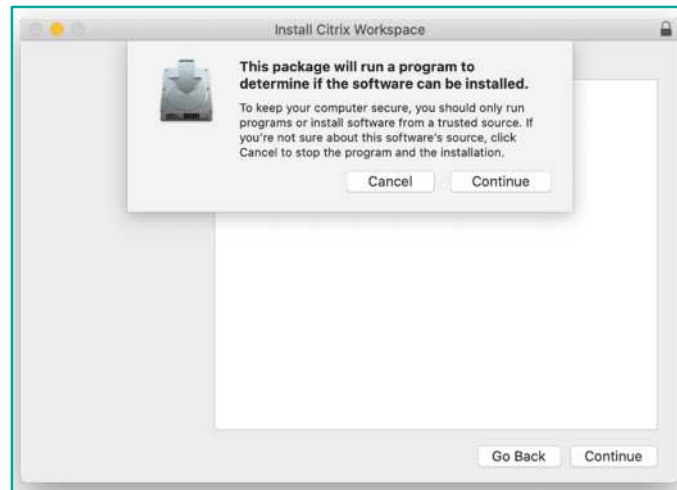 Install Citrix Workspace
This package will run a program to
determine if the software can be installed.
To keep your computer secure, you should only run
programs or install software from a trusted source. If
you're not sure about this software's source, click
Cancel to stop the program and the installation.
Cancel
Continue
Go Back
Continue